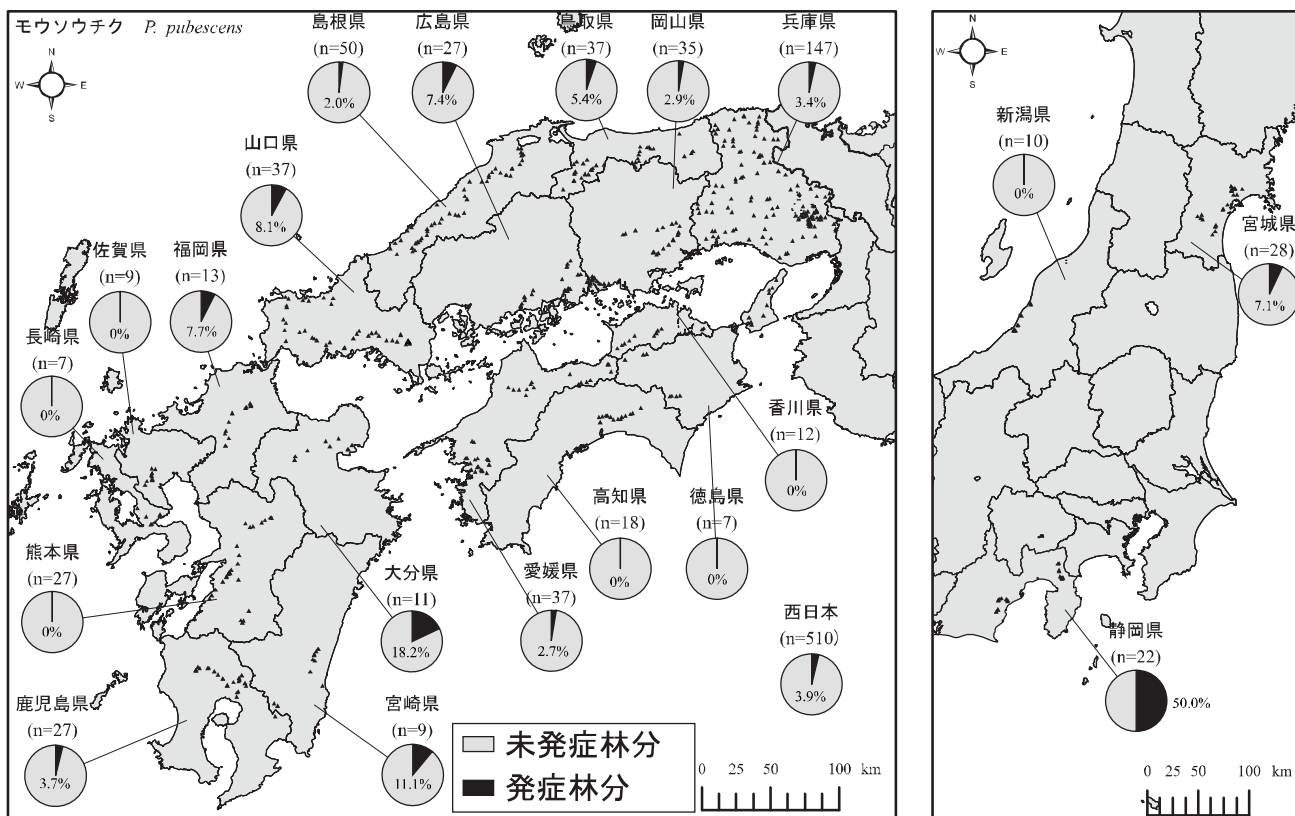 モウソウチク P. pubescens
N
W
E
S
島根県
(n=50)
2.0%
広島県
(n=27)
7.4%
鳥取県
(n=37)
5.4%
岡山県
(n=35)
2.9%
兵庫県
(n=147)
3.4%
山口県
(n=37)
8.1%
佐賀県
(n=9)
0%
福岡県
(n=13)
7.7%
長崎県
(n=7)
0%
熊本県
(n=27)
0%
大分県
(n=11)
18.2%
愛媛県
(n=37)
2.7%
高知県
(n=18)
0%
徳島県
(n=7)
0%
香川県
(n=12)
0%
西日本
(n=510)
3.9%
鹿児島県
(n=27)
3.7%
宮崎県
(n=9)
11.1%
未発症林分
発症林分
0 25 50 100 km
N
W
E
S
新潟県
(n=10)
0%
宮城県
(n=28)
7.1%
静岡県
(n=22)
50.0%
0 25 50 100 km